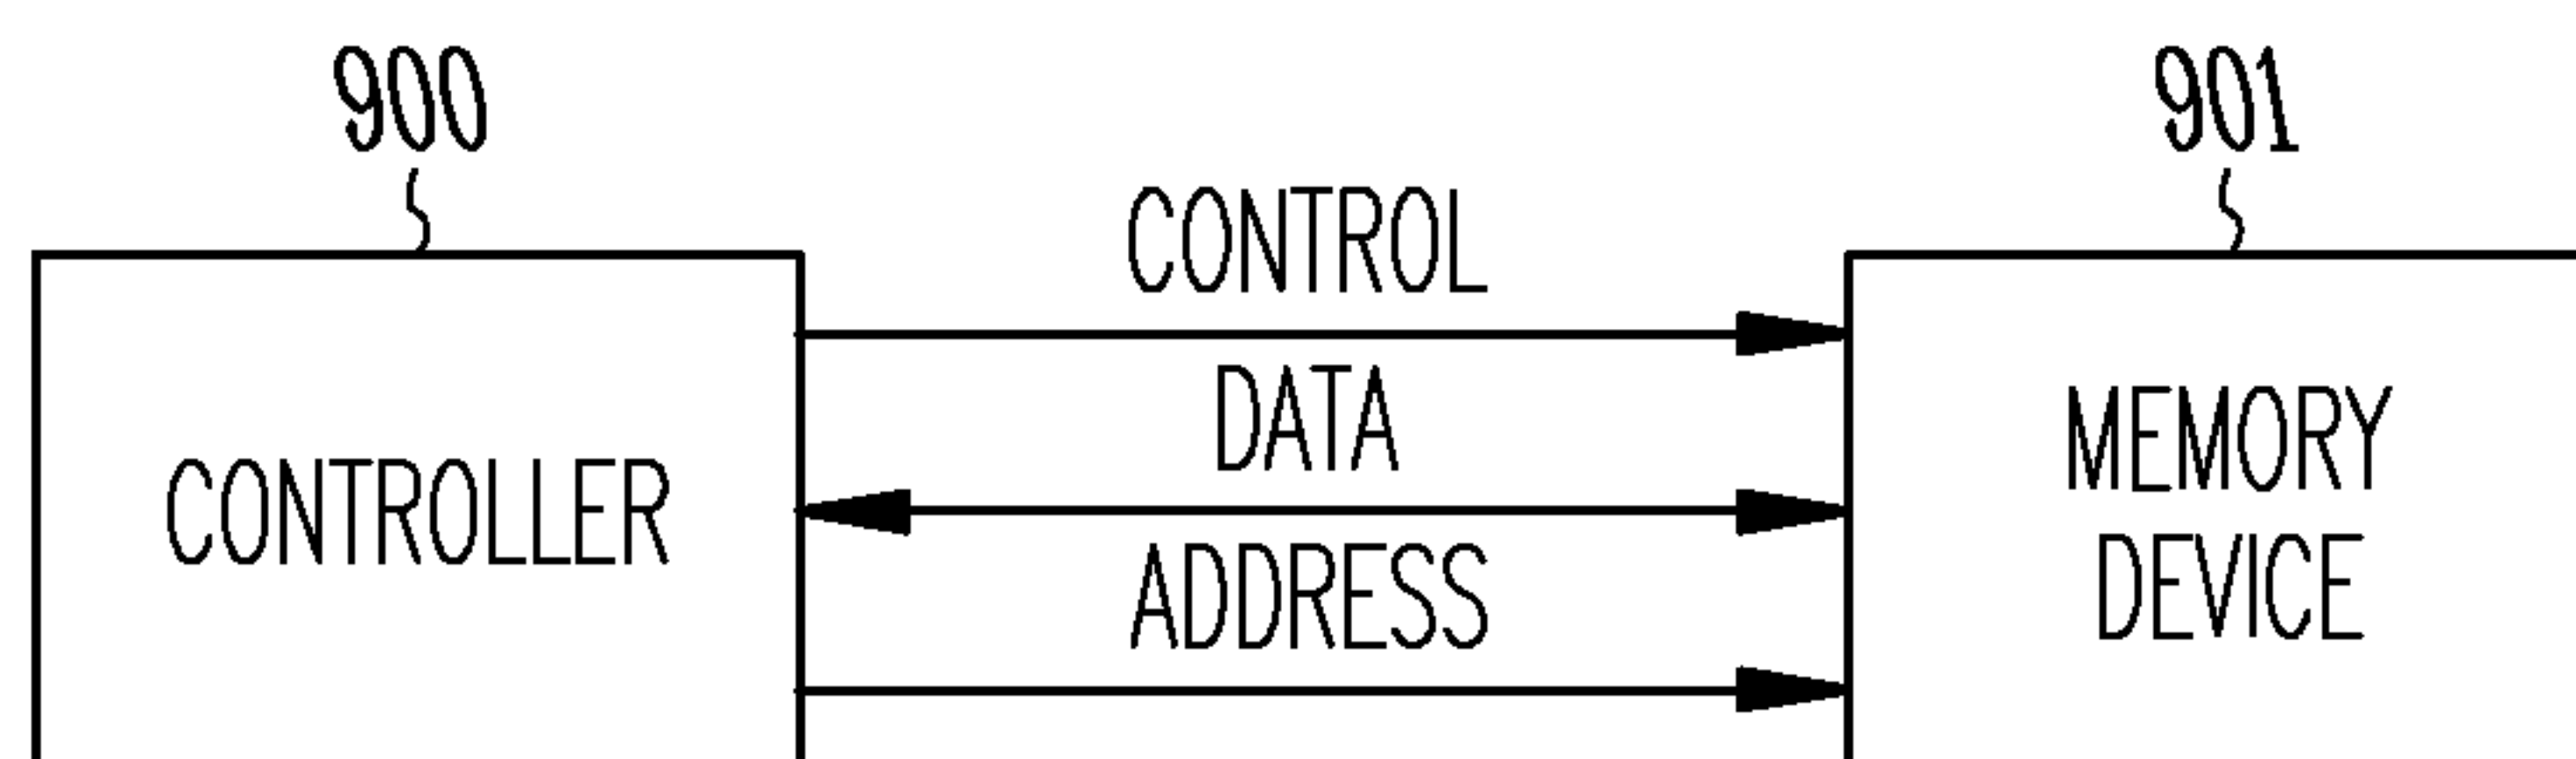 900
901
CONTROL
DATA
CONTROLLER
ADDRESS
MEMORY
DEVICE